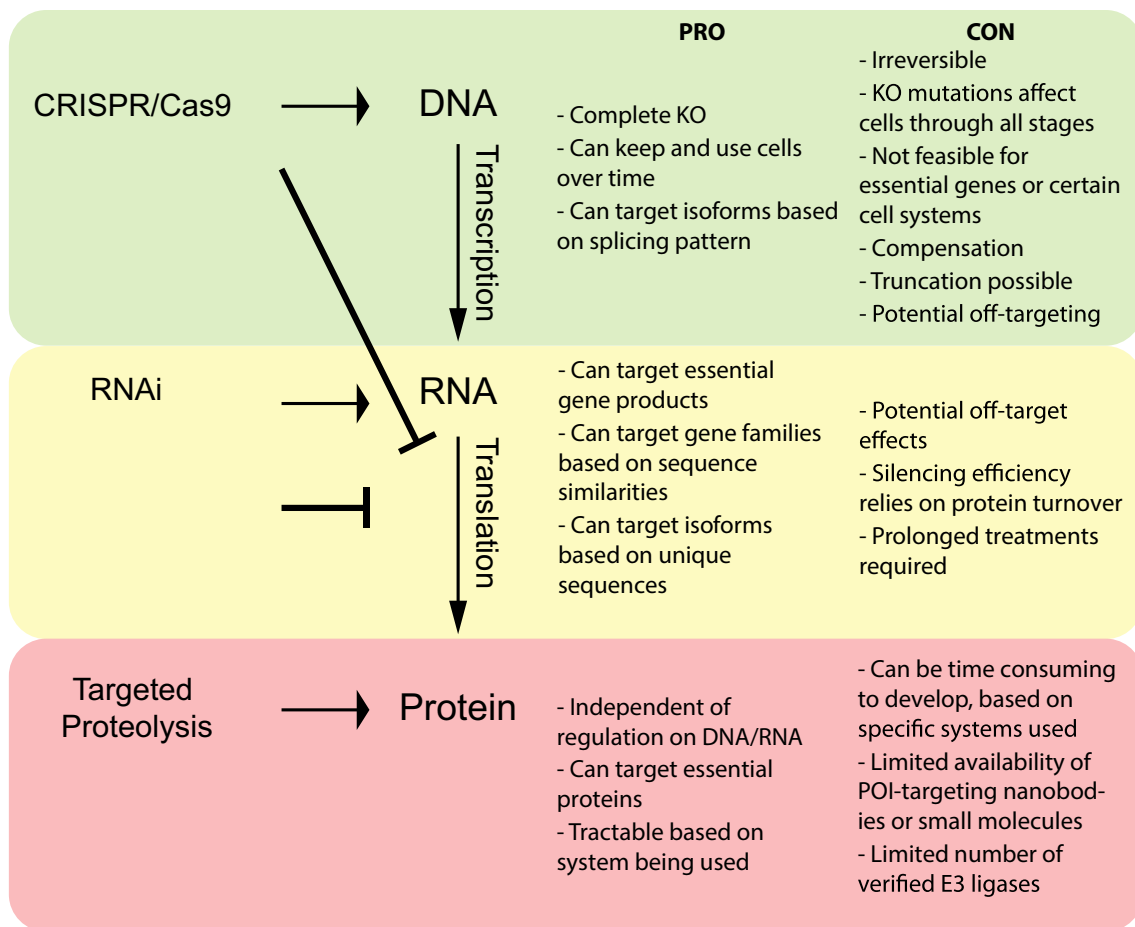 PRO
CON
CRISPR/Cas9
DNA
Transcription
- Complete KO
- Can keep and use cells
over time
- Can target isoforms based
on splicing pattern
- Irreversible
- KO mutations affect
cells through all stages
- Not feasible for
essential genes or certain
cell systems
- Compensation
- Truncation possible
- Potential off-targeting
RNAi
RNA
Translation
- Can target essential
gene products
- Can target gene families
based on sequence
similarities
- Can target isoforms
based on unique
sequences
- Potential off-target
effects
- Silencing efficiency
relies on protein turnover
- Prolonged treatments
required
Targeted
Proteolysis
Protein
- Independent of
regulation on DNA/RNA
- Can target essential
proteins
- Tractable based on
system being used
- Can be time consuming
to develop, based on
specific systems used
- Limited availability of
POI-targeting nanobod-
ies or small molecules
- Limited number of
verified E3 ligases